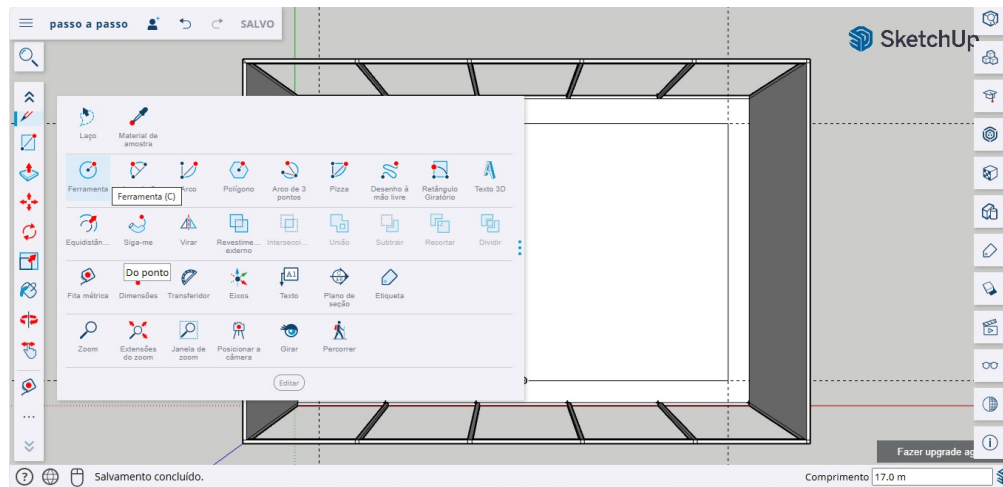 passo a passo
SALVO
SketchUp
Laço
Material de
amostra
Ferramenta
Arco
Polígono
Arco de 3
pontos
Pizza
Desenho à
mão livre
Retângulo
Giratório
Texto 3D
Ferramenta (C)
Equidistân...
Siga-me
Virar
Revestime...
externo
Intersecci...
União
Subtrair
Recortar
Dividir
Do ponto
Fita métrica
Dimensões
Transferidor
Eixos
Texto
Plano de
seção
Etiqueta
Zoom
Extensões
do zoom
Janela de
zoom
Posicionar a
câmera
Girar
Percorrer
Editar
Fazer upgrade ag
Salvamento concluído.
Comprimento 17.0 m